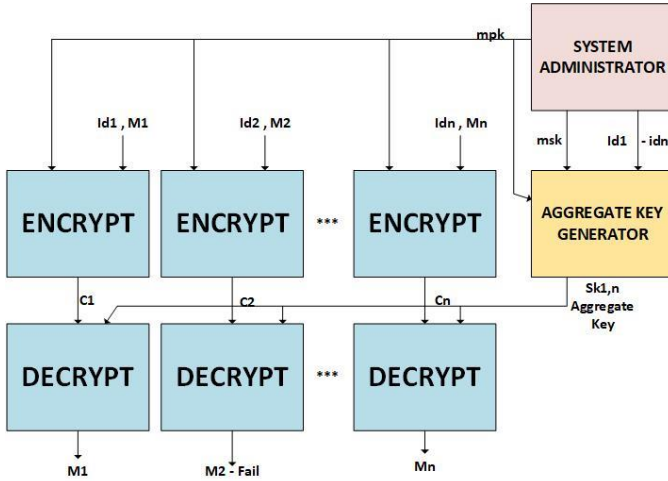 mpk
SYSTEM
ADMINISTRATOR
Id1 , M1
Id2 , M2
Idn , Mn
msk
Id1 - idn
ENCRYPT
ENCRYPT
***
ENCRYPT
AGGREGATE KEY
GENERATOR
C1
C2
Cn
Sk1,n
Aggregate
Key
DECRYPT
DECRYPT
***
DECRYPT
M1
M2 - Fail
Mn